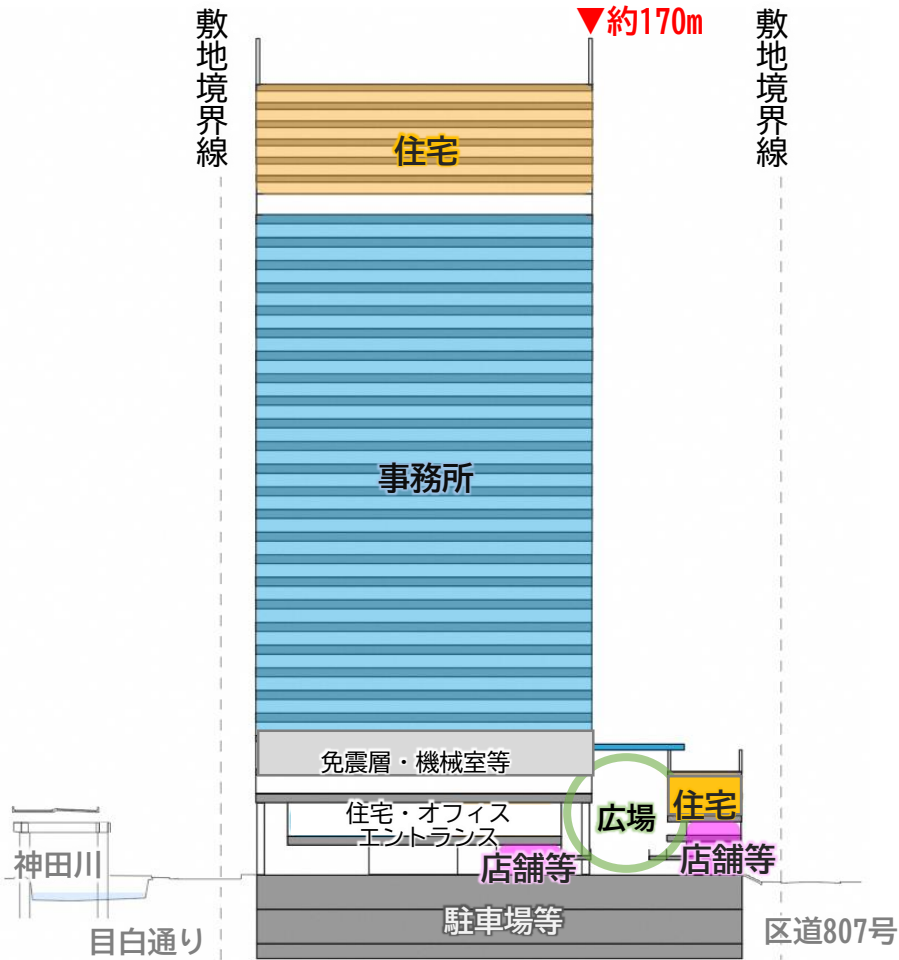 敷地境界線
▼約170m
敷地境界線
住宅
事務所
免震層・機械室等
住宅・オフィス
エントランス
広場
住宅
店舗等
店舗等
神田川
駐車場等
目白通り
区道807号